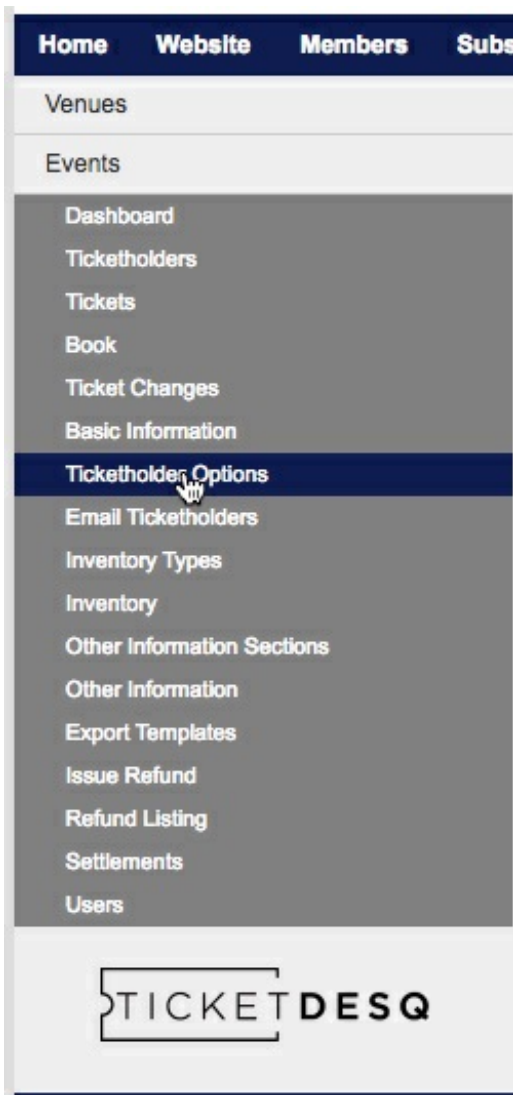 Home Website Members Subs
Venues
Events
Dashboard
Ticketholders
Tickets
Book
Ticket Changes
Basic Information
Ticketholder Options
Email Ticketholders
Inventory Types
Inventory
Other Information Sections
Other Information
Export Templates
Issue Refund
Refund Listing
Settlements
Users
TICKETDESQ